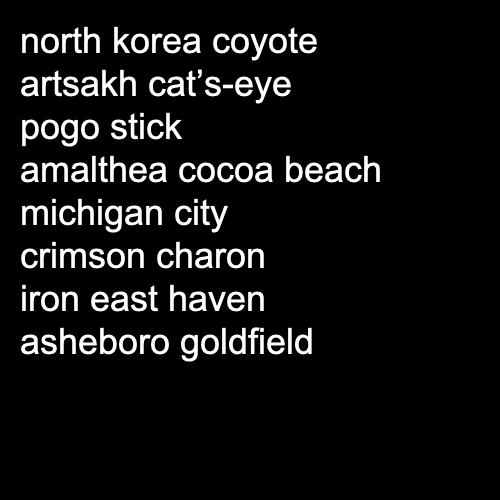 north korea coyote
artsakh cat’s-eye
pogo stick
amalthea cocoa beach
michigan city
crimson charon
iron east haven
asheboro goldfield